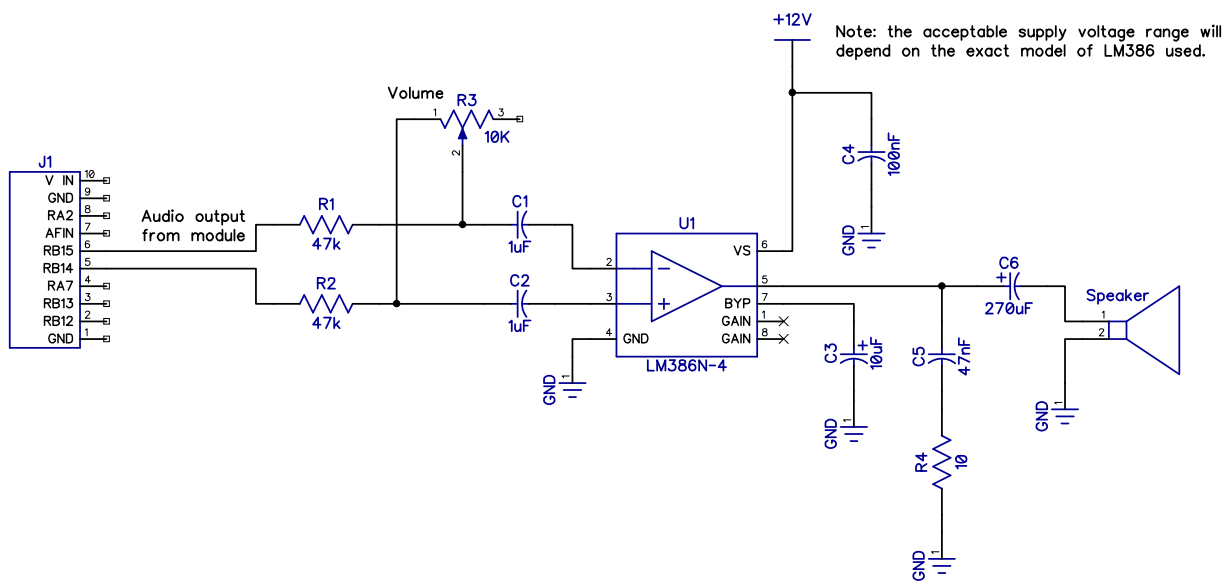 +12V
Note: the acceptable supply voltage range will
depend on the exact model of LM386 used.
Volume
R3
1
3
10K
2
C4
100nF
1
GND
J1
V IN 10
GND 9
RA2 8
AFIN 7
RB15 6
RB14 5
RA7 4
RB13 3
RB12 2
GND 1
Audio output
from module
R1
47k
R2
47k
C1
1uF
C2
1uF
U1
2
3
4 GND
VS 6
5
BYP 7
GAIN 1
GAIN 8
LM386N-4
1
GND
C3
10uF
1
GND
C5
47nF
R4
10
1
GND
C6
270uF
Speaker
1
2
1
GND